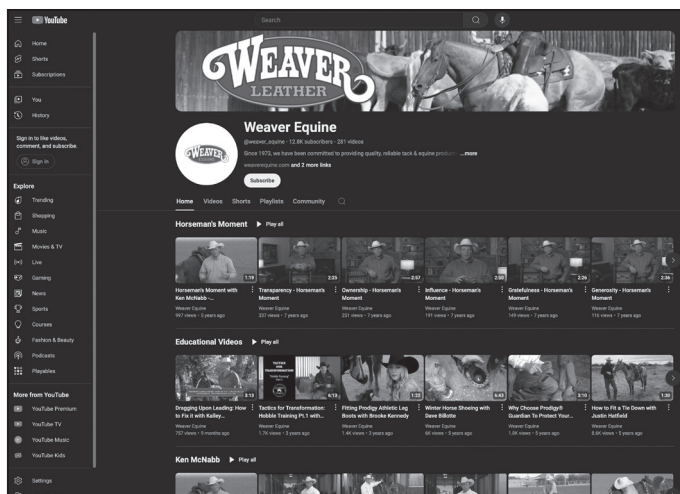 YouTube
Search
Home
Shorts
Subscriptions
You
History
Sign in to like videos,
comment, and subscribe.
Sign in
Explore
Trending
Shopping
Music
Movies & TV
Live
Gaming
News
Sports
Courses
Fashion & Beauty
Podcasts
Playables
More from YouTube
YouTube Premium
YouTube TV
YouTube Music
YouTube Kids
Settings
WEAVER
LEATHER
WEAVER
EQUINE
Weaver Equine
@weaver_equine · 12.8K subscribers · 281 videos
Since 1973, we have been committed to providing quality, reliable tack & equine ...more
weaverequine.com and 2 more links
Subscribe
Home Videos Shorts Playlists Community
Horseman's Moment Play all
1:19
Horseman's Moment with
Ken McNabb -...
Weaver Equine
997 views · 5 years ago
2:25
Transparency - Horseman's
Moment
Weaver Equine
337 views · 7 years ago
2:57
Ownership - Horseman's
Moment
Weaver Equine
231 views · 7 years ago
2:50
Influence - Horseman's
Moment
Weaver Equine
191 views · 7 years ago
2:26
Gratefulness - Horseman's
Moment
Weaver Equine
149 views · 7 years ago
2:36
Generosity - Horseman's
Moment
Weaver Equine
116 views · 7 years ago
Educational Videos Play all
3:13
Dragging Upon Leading: How
to Fix it with Kalley...
Weaver Equine
757 views · 9 months ago
TACTICS
FOR
TRANSFORMATION
6:13
Tactics for Transformation:
Hobble Training Pt.1 with...
Weaver Equine
1.7K views · 3 years ago
1:23
Fitting Prodigy Athletic Leg
Boots with Brooke Kennedy
Weaver Equine
1.4K views · 3 years ago
6:43
Winter Horse Shoeing with
Dave Billotte
Weaver Equine
6K views · 5 years ago
3:10
Why Choose Prodigy®
Guardian To Protect Your...
Weaver Equine
1.9K views · 5 years ago
1:30
How to Fit a Tie Down with
Justin Hatfield
Weaver Equine
8.6K views · 5 years ago
Ken McNabb Play all